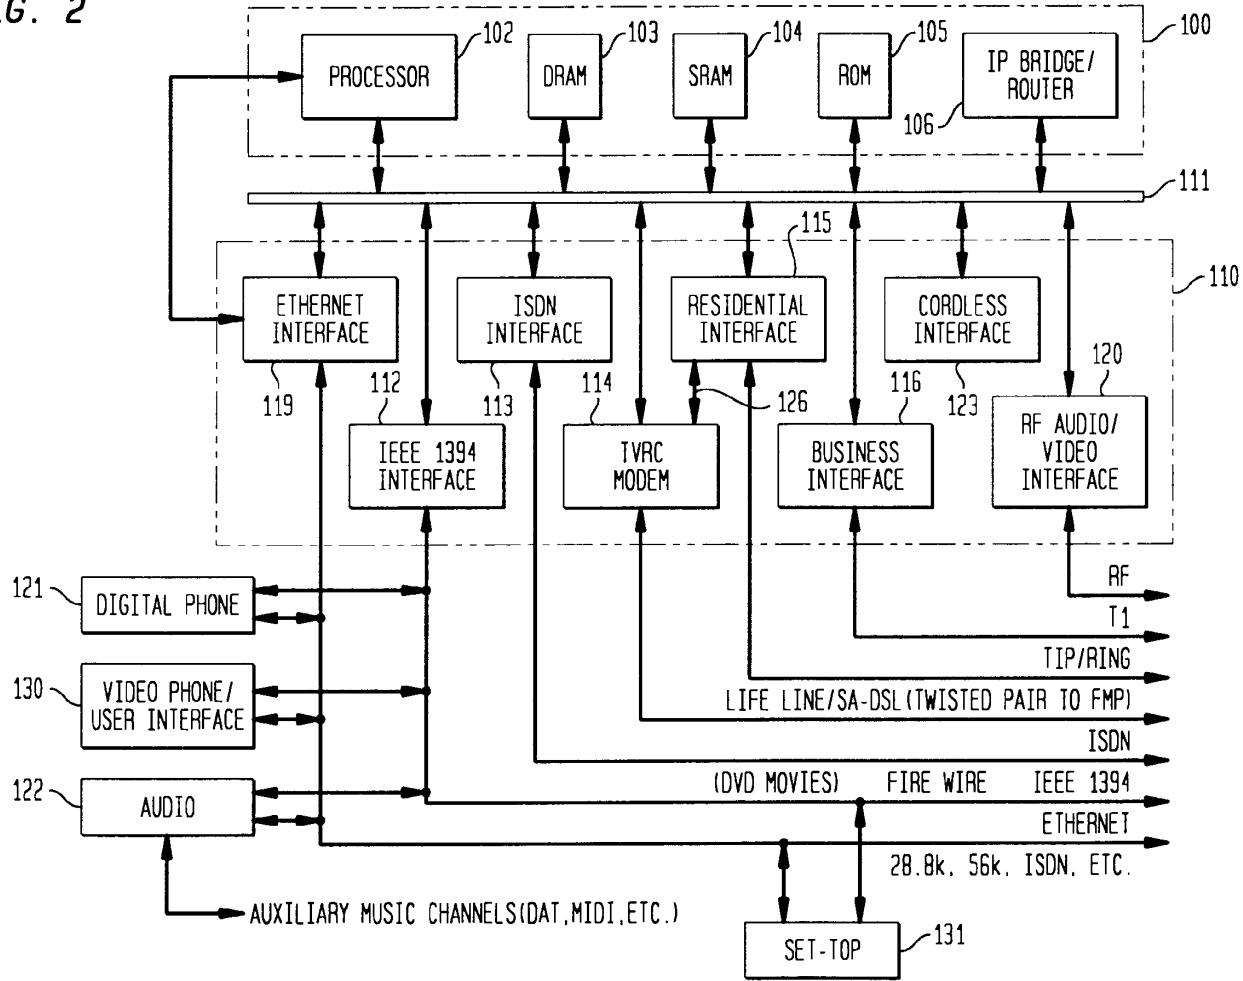 FIG. 2
100
102
103
104
105
PROCESSOR
DRAM
SRAM
ROM
IP BRIDGE/
ROUTER
106
111
115
110
ETHERNET
INTERFACE
ISDN
INTERFACE
RESIDENTIAL
INTERFACE
CORDLESS
INTERFACE
119
112
113
114
126
116
123
120
IEEE 1394
INTERFACE
TVRC
MODEM
BUSINESS
INTERFACE
RF AUDIO/
VIDEO
INTERFACE
121
DIGITAL PHONE
RF
T1
130
VIDEO PHONE/
USER INTERFACE
TIP/RING
LIFE LINE/SA-DSL(TWISTED PAIR TO FMP)
ISDN
122
AUDIO
(DVD MOVIES) FIRE WIRE IEEE 1394
ETHERNET
28.8k, 56k, ISDN, ETC.
AUXILIARY MUSIC CHANNELS(DAT,MIDI,ETC.)
SET-TOP
131